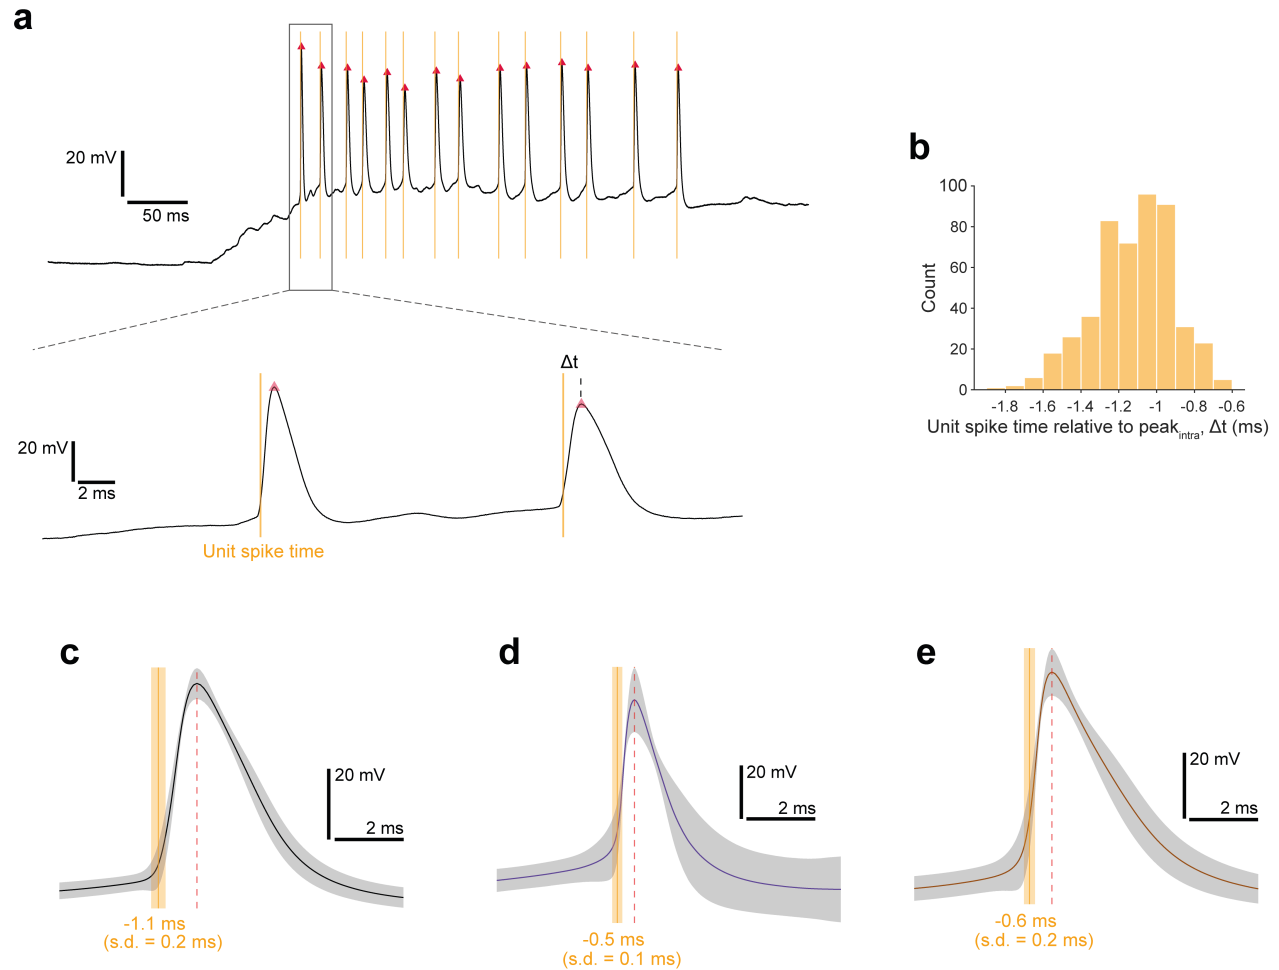 a
20 mV
50 ms
b
100
80
60
40
20
0
Count
-1.8 -1.6 -1.4 -1.2 -1 -0.8 -0.6
Unit spike time relative to peakintra, Δt (ms)
Δt
20 mV
2 ms
Unit spike time
c
20 mV
2 ms
-1.1 ms
(s.d. = 0.2 ms)
d
20 mV
2 ms
-0.5 ms
(s.d. = 0.1 ms)
e
20 mV
2 ms
-0.6 ms
(s.d. = 0.2 ms)